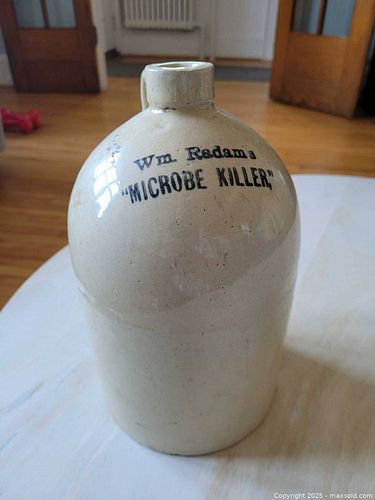 Wm. Radam's
"MICROBE KILLER,"
Copyright 2025 - maxsold.com